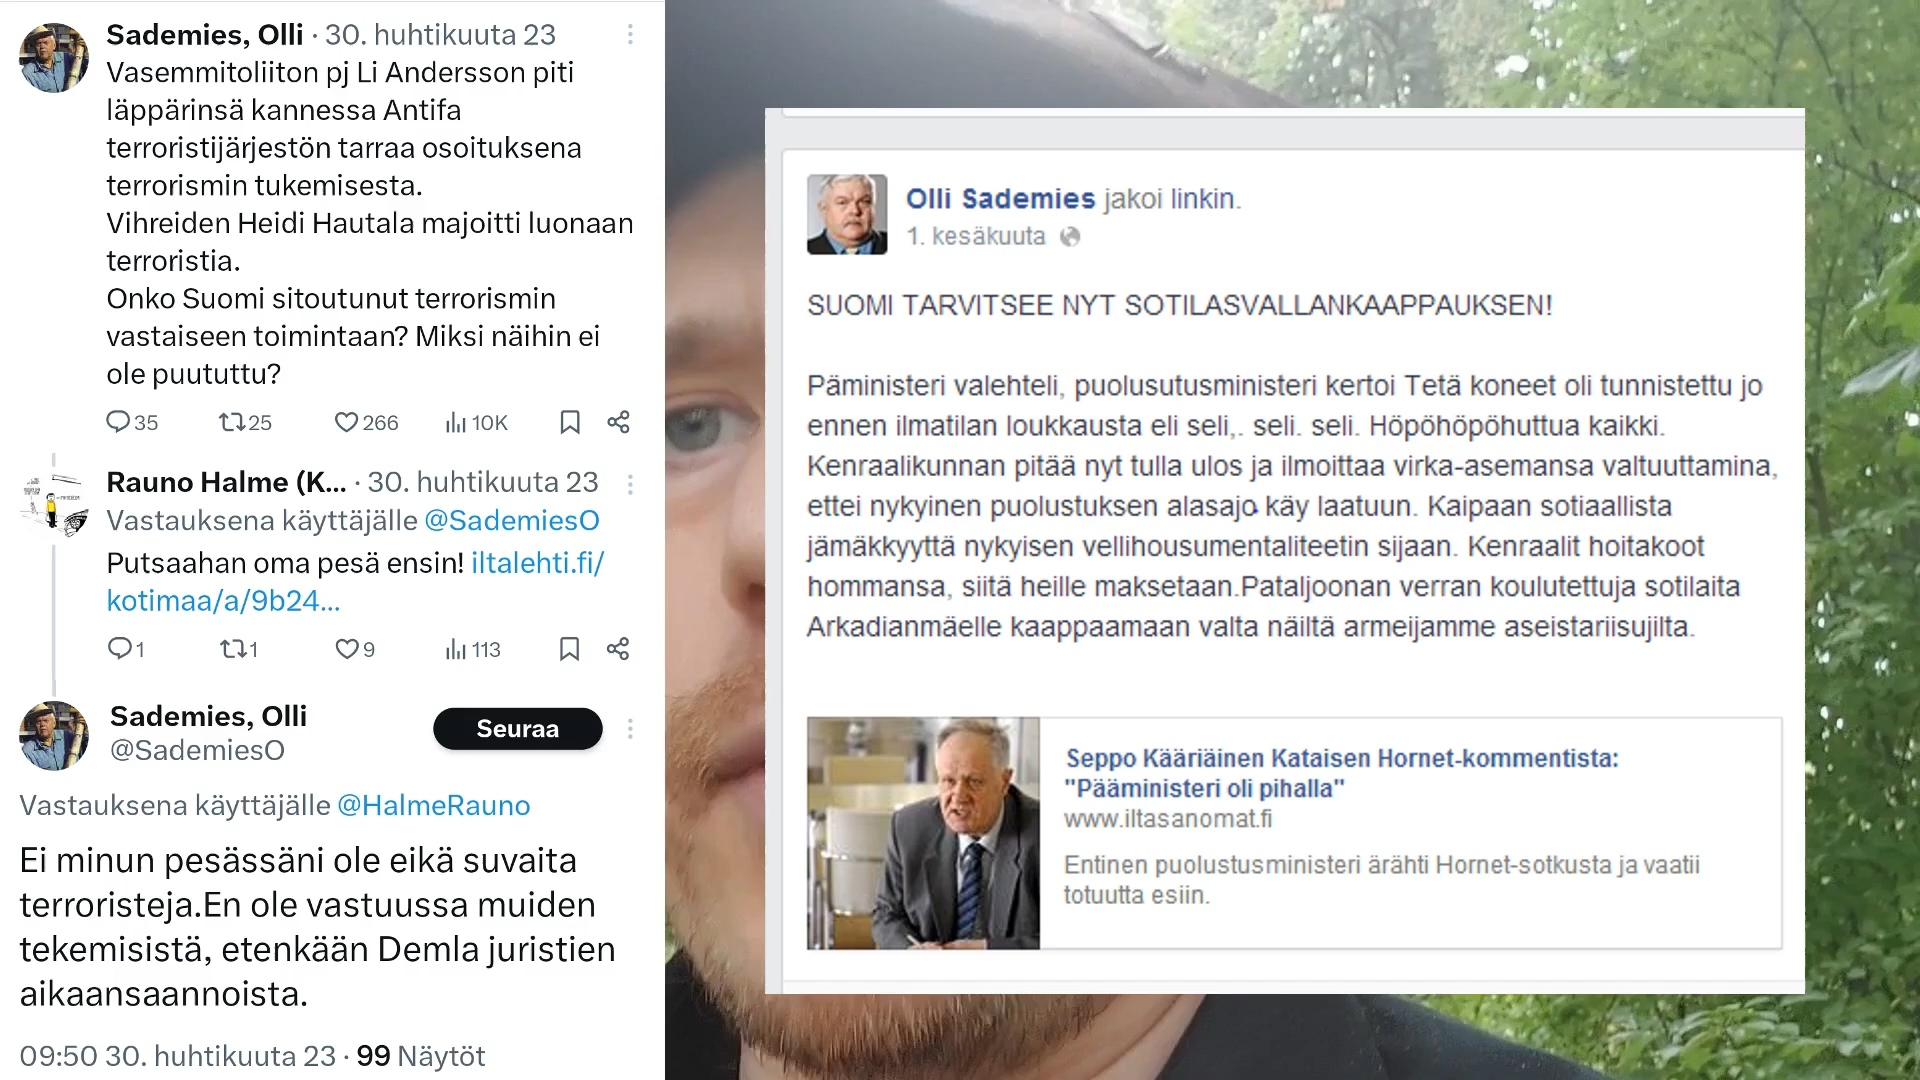 Sademies, Olli · 30. huhtikuuta 23
Vasemmitoliiton pj Li Andersson piti
läppärinsä kannessa Antifa
terroristijärjestön tarraa osoituksena
terrorismin tukemisesta.
Vihreiden Heidi Hautala majoitti luonaan
terroristia.
Onko Suomi sitoutunut terrorismin
vastaiseen toimintaan? Miksi näihin ei
ole puututtu?
35 25 266 10K
Rauno Halme (K... · 30. huhtikuuta 23
Vastauksena käyttäjälle @SademiesO
Putsaahan oma pesä ensin! iltalehti.fi/
kotimaa/a/9b24...
1 1 9 113
Sademies, Olli
@SademiesO
Seuraa
Vastauksena käyttäjälle @HalmeRauno
Ei minun pesässäni ole eikä suvaita
terroristeja.En ole vastuussa muiden
tekemisistä, etenkään Demla juristien
aikaansaannoista.
09:50 30. huhtikuuta 23 · 99 Näytöt
Olli Sademies jakoi linkin.
1. kesäkuuta
SUOMI TARVITSEE NYT SOTILASVALLANKAAPPAUKSEN!
Päministeri valehteli, puolusutusministeri kertoi Tetä koneet oli tunnistettu jo
ennen ilmatilan loukkausta eli seli,. seli. seli. Höpöhöpöhuttua kaikki.
Kenraalikunnan pitää nyt tulla ulos ja ilmoittaa virka-asemansa valtuuttamina,
ettei nykyinen puolustuksen alasajo käy laatuun. Kaipaan sotiaallista
jämäkkyyttä nykyisen vellihousumentaliteetin sijaan. Kenraalit hoitakoot
hommansa, siitä heille maksetaan.Pataljoonan verran koulutettuja sotilaita
Arkadianmäelle kaappaamaan valta näiltä armeijamme aseistariisujilta.
Seppo Kääriäinen Kataisen Hornet-kommentista:
"Pääministeri oli pihalla"
www.iltasanomat.fi
Entinen puolustusministeri ärähti Hornet-sotkusta ja vaatii
totuutta esiin.